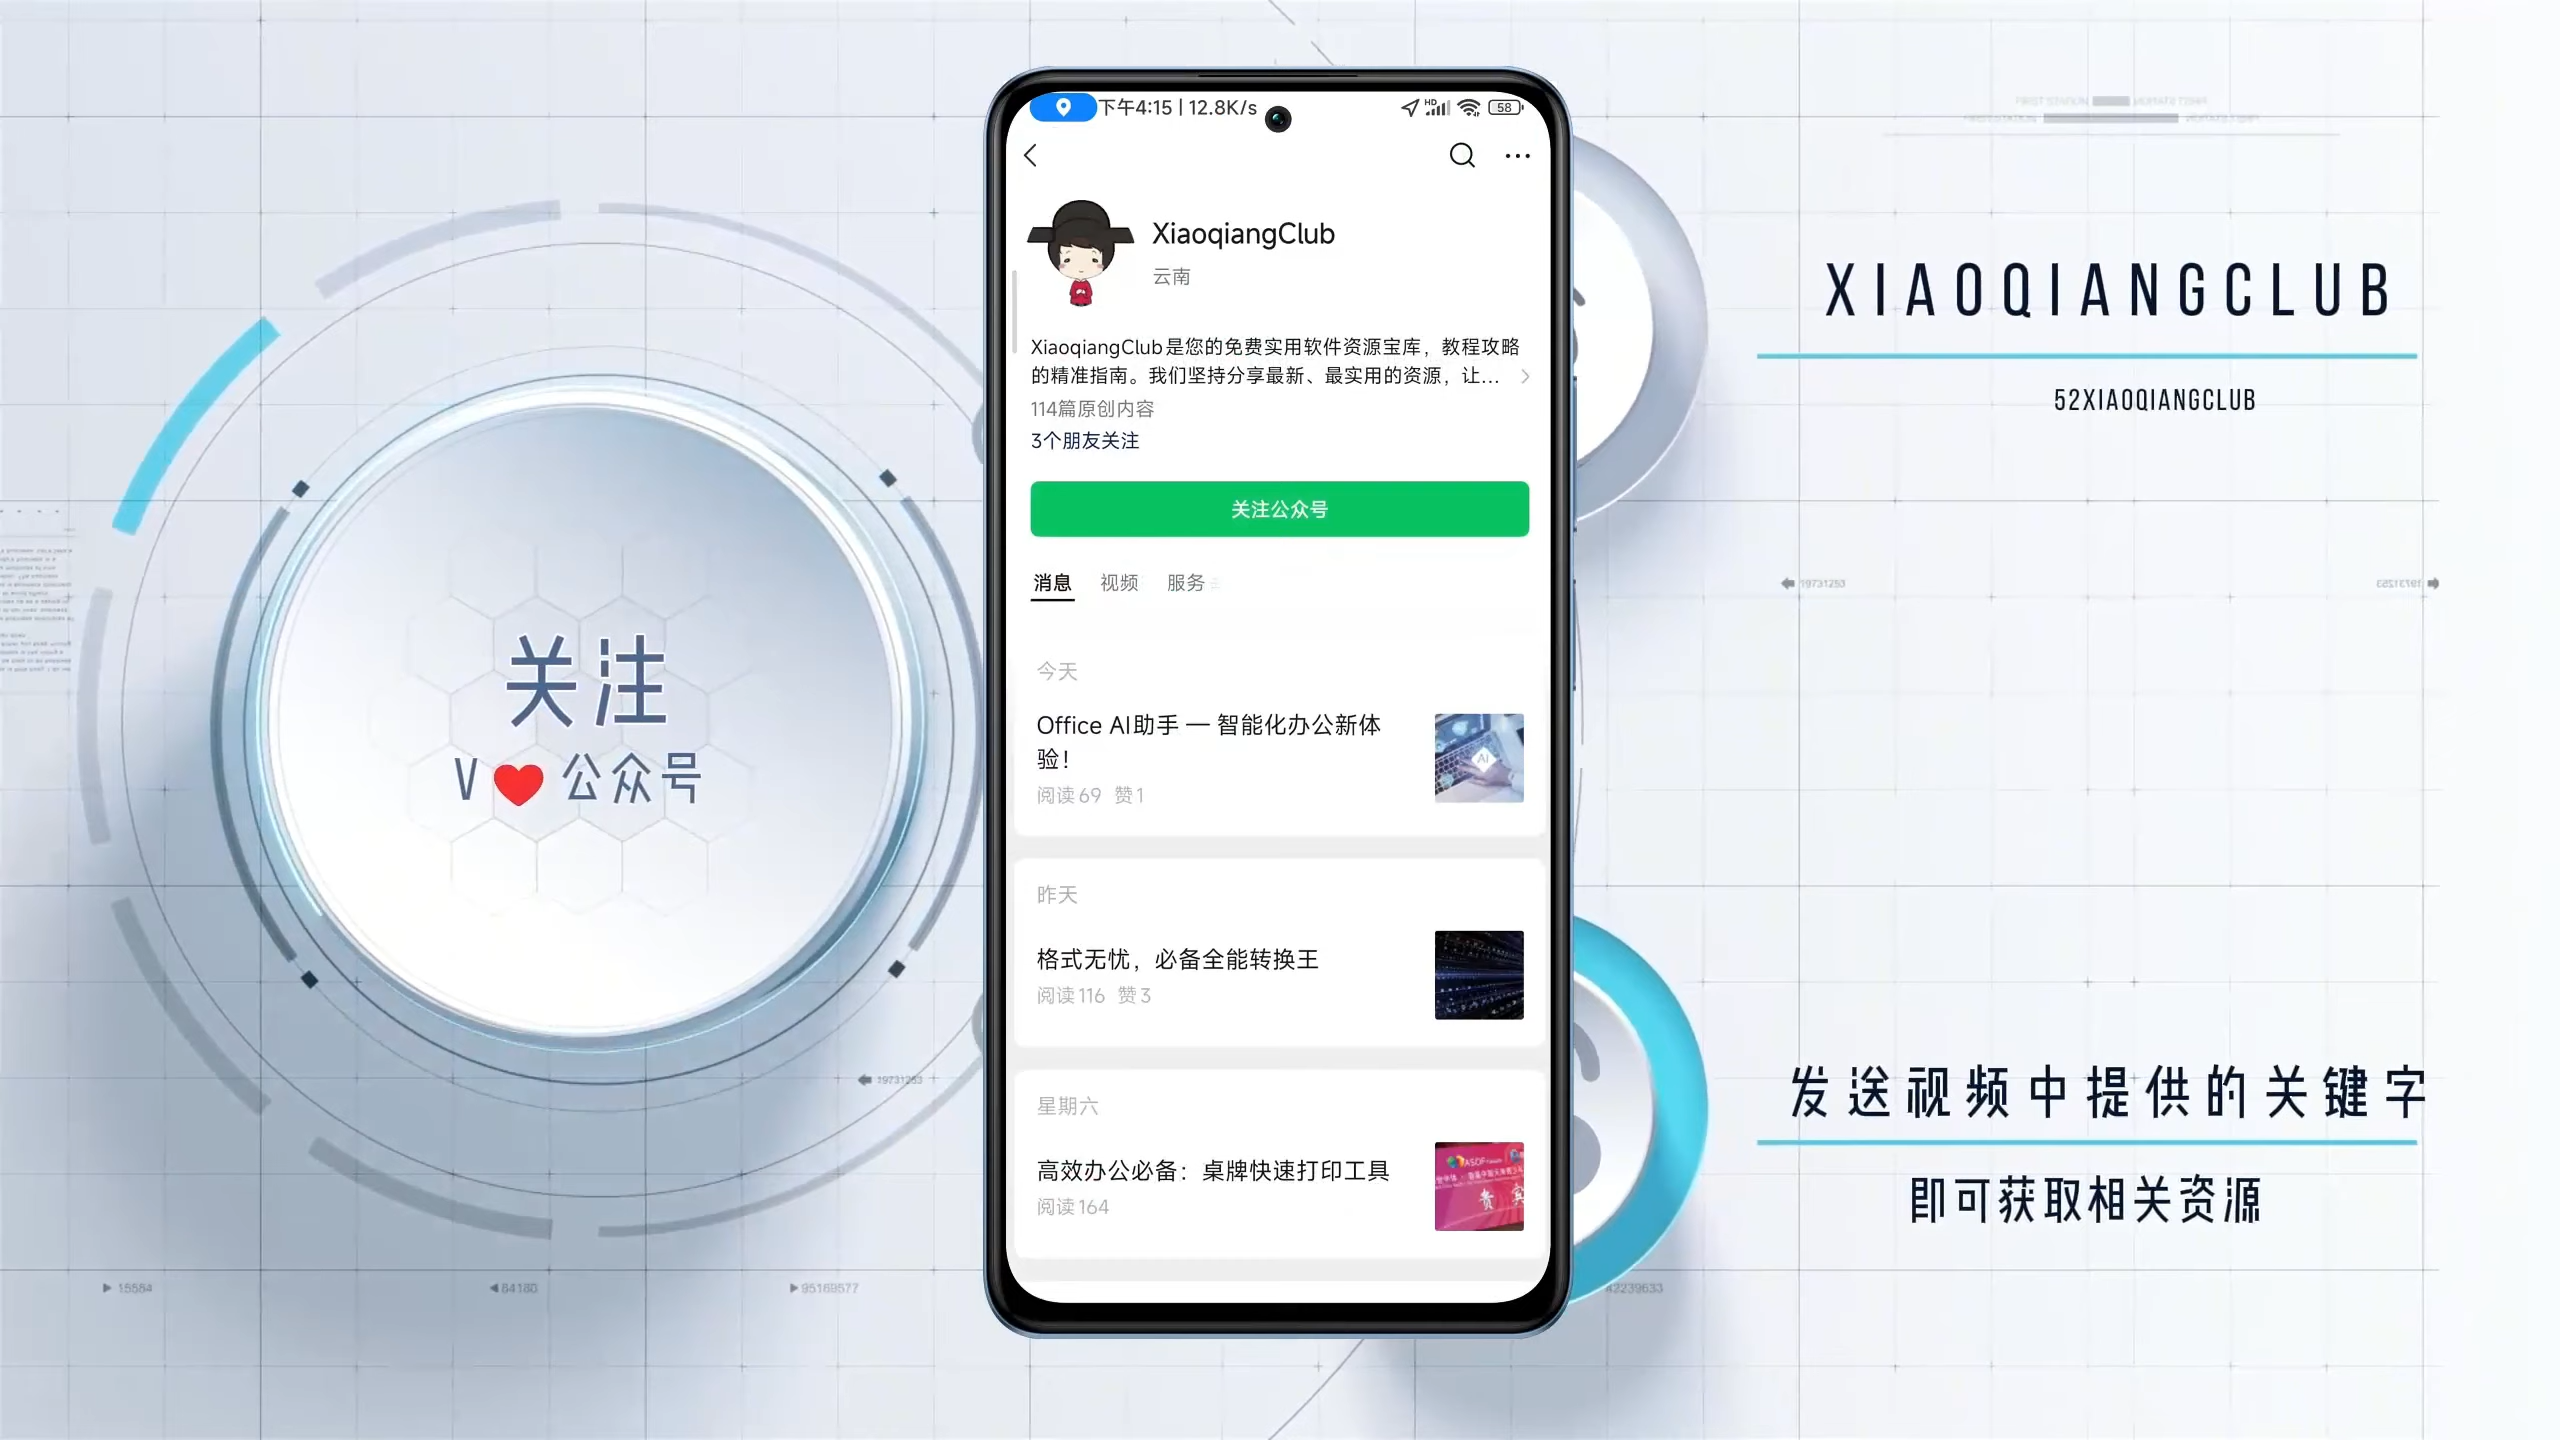 关注
V❤公众号
19731253
15584
84180
95169577
下午4:15 | 12.8K/s
HD
58
XiaoqiangClub
云南
XiaoqiangClub是您的免费实用软件资源宝库，教程攻略
的精准指南。我们坚持分享最新、最实用的资源，让...
114篇原创内容
3个朋友关注
关注公众号
消息 视频 服务
今天
Office AI助手 — 智能化办公新体
验！
阅读 69 赞 1
AI
昨天
格式无忧，必备全能转换王
阅读 116 赞 3
星期六
高效办公必备：桌牌快速打印工具
阅读 164
XIAOQIANGCLUB
52XIAOQIANGCLUB
19731253
发送视频中提供的关键字
即可获取相关资源
42239633